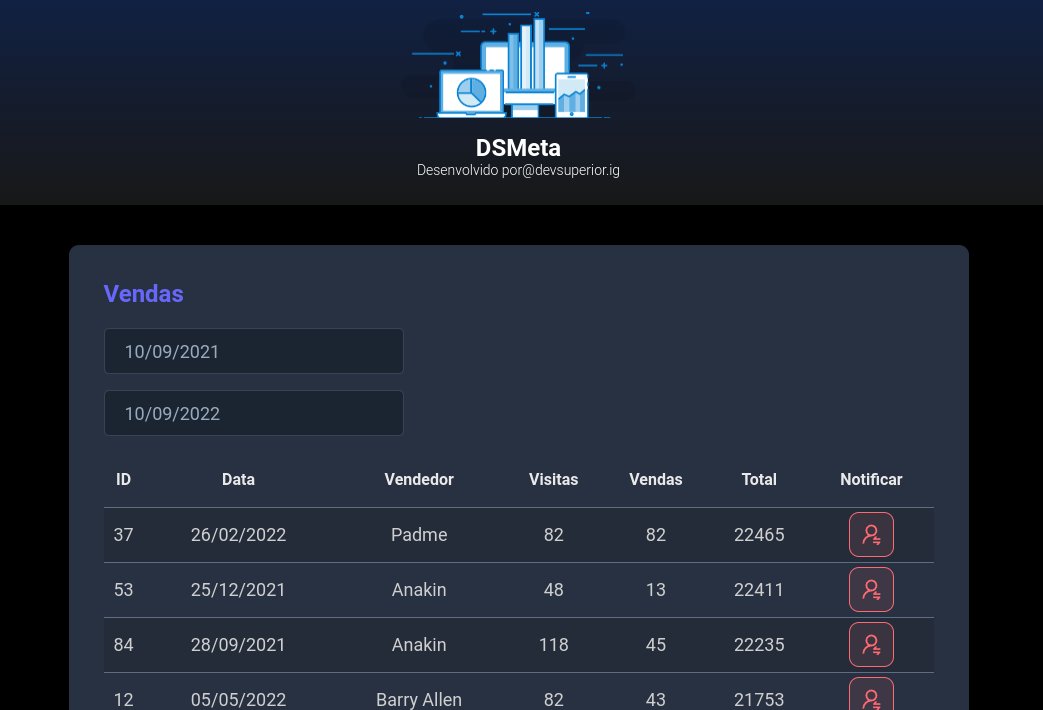 DSMeta
Desenvolvido por@devsuperior.ig
Vendas
10/09/2021
10/09/2022
ID Data Vendedor Visitas Vendas Total Notificar
37 26/02/2022 Padme 82 82 22465
53 25/12/2021 Anakin 48 13 22411
84 28/09/2021 Anakin 118 45 22235
12 05/05/2022 Barry Allen 82 43 21753